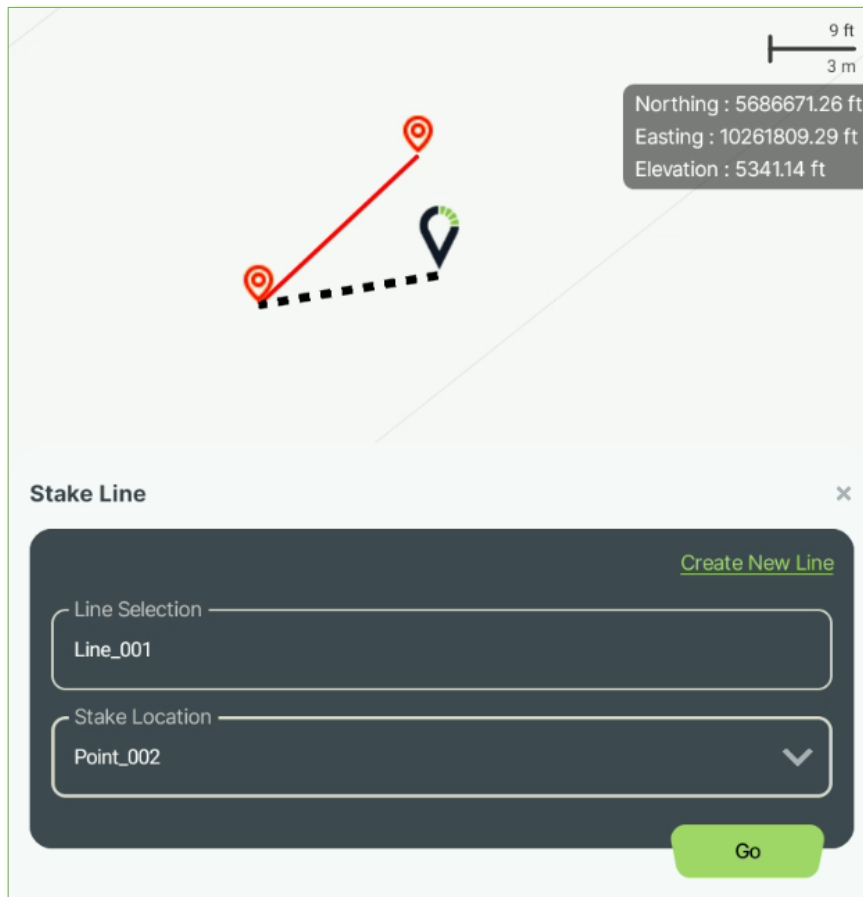 9 ft
3 m
Northing : 5686671.26 ft
Easting : 10261809.29 ft
Elevation : 5341.14 ft
Stake Line
Create New Line
Line Selection
Line_001
Stake Location
Point_002
Go